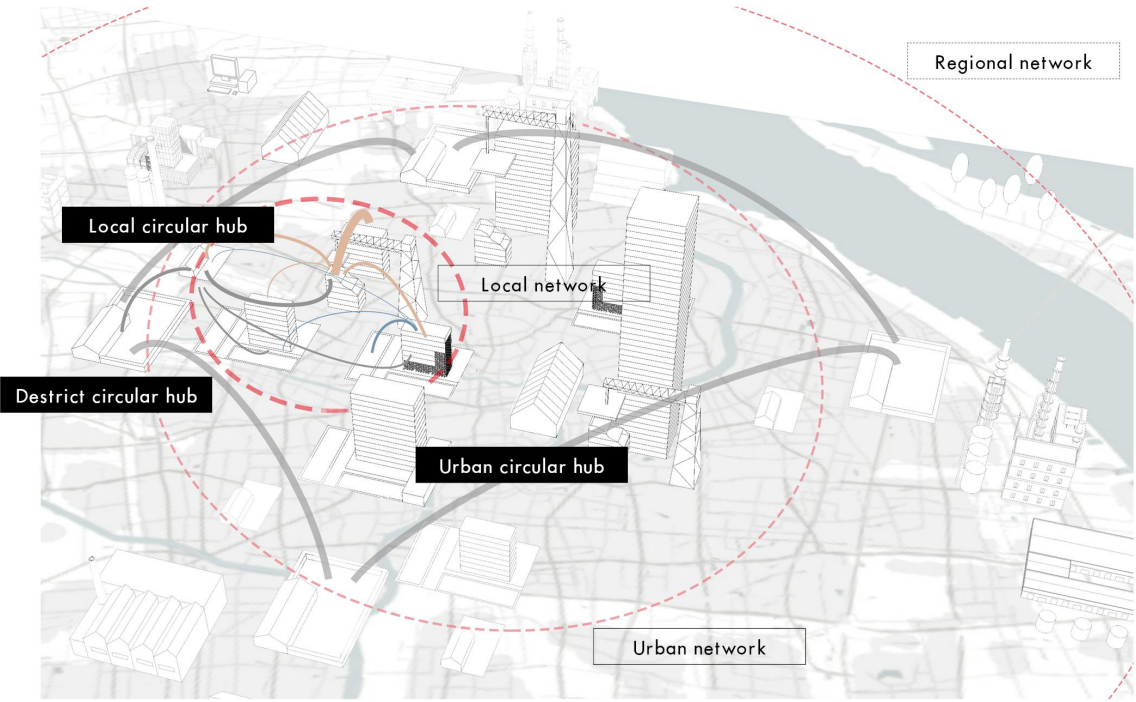 Regional network
Local circular hub
Local network
Destrict circular hub
Urban circular hub
Urban network